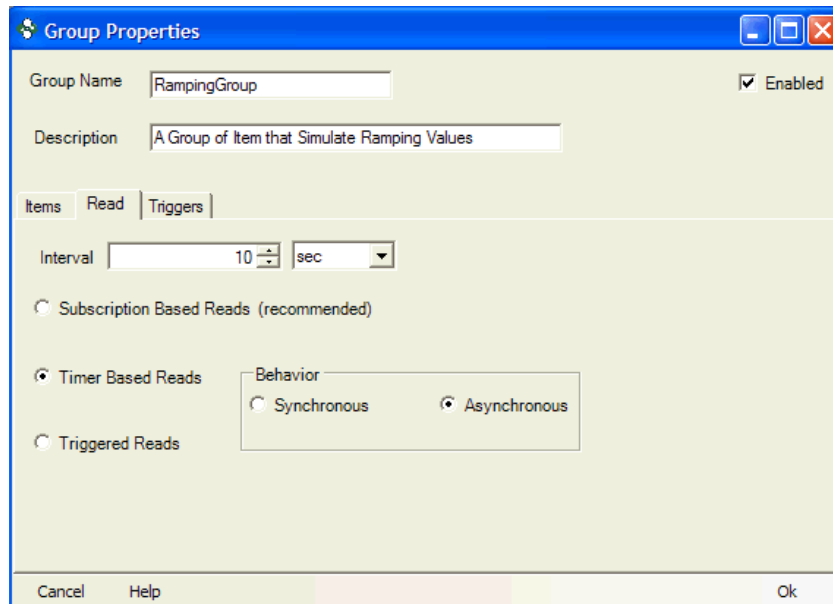 Group Properties
Group Name RampingGroup Enabled
Description A Group of Item that Simulate Ramping Values
Items Read Triggers
Interval 10 sec
Subscription Based Reads (recommended)
Behavior
Timer Based Reads Synchronous Asynchronous
Triggered Reads
Cancel Help Ok